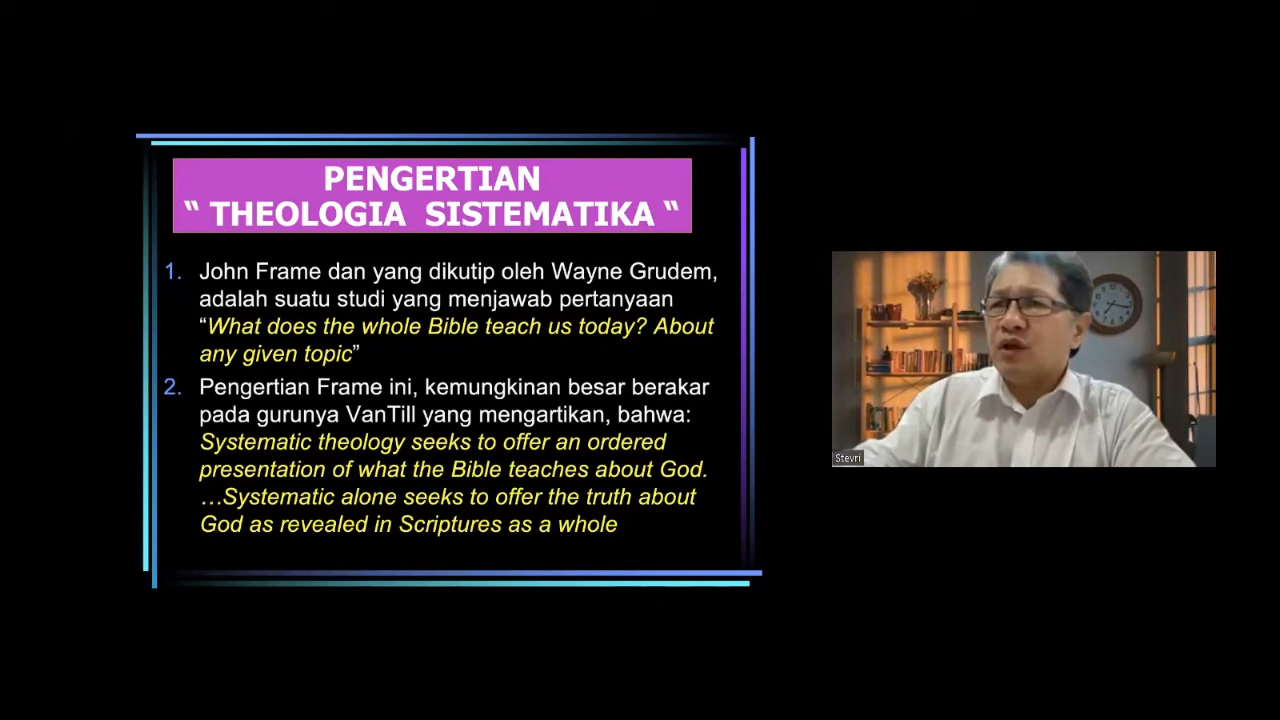 PENGERTIAN
“ THEOLOGIA SISTEMATIKA “
1. John Frame dan yang dikutip oleh Wayne Grudem,
adalah suatu studi yang menjawab pertanyaan
“What does the whole Bible teach us today? About
any given topic”
2. Pengertian Frame ini, kemungkinan besar berakar
pada gurunya VanTill yang mengartikan, bahwa:
Systematic theology seeks to offer an ordered
presentation of what the Bible teaches about God.
…Systematic alone seeks to offer the truth about
God as revealed in Scriptures as a whole
Stevri